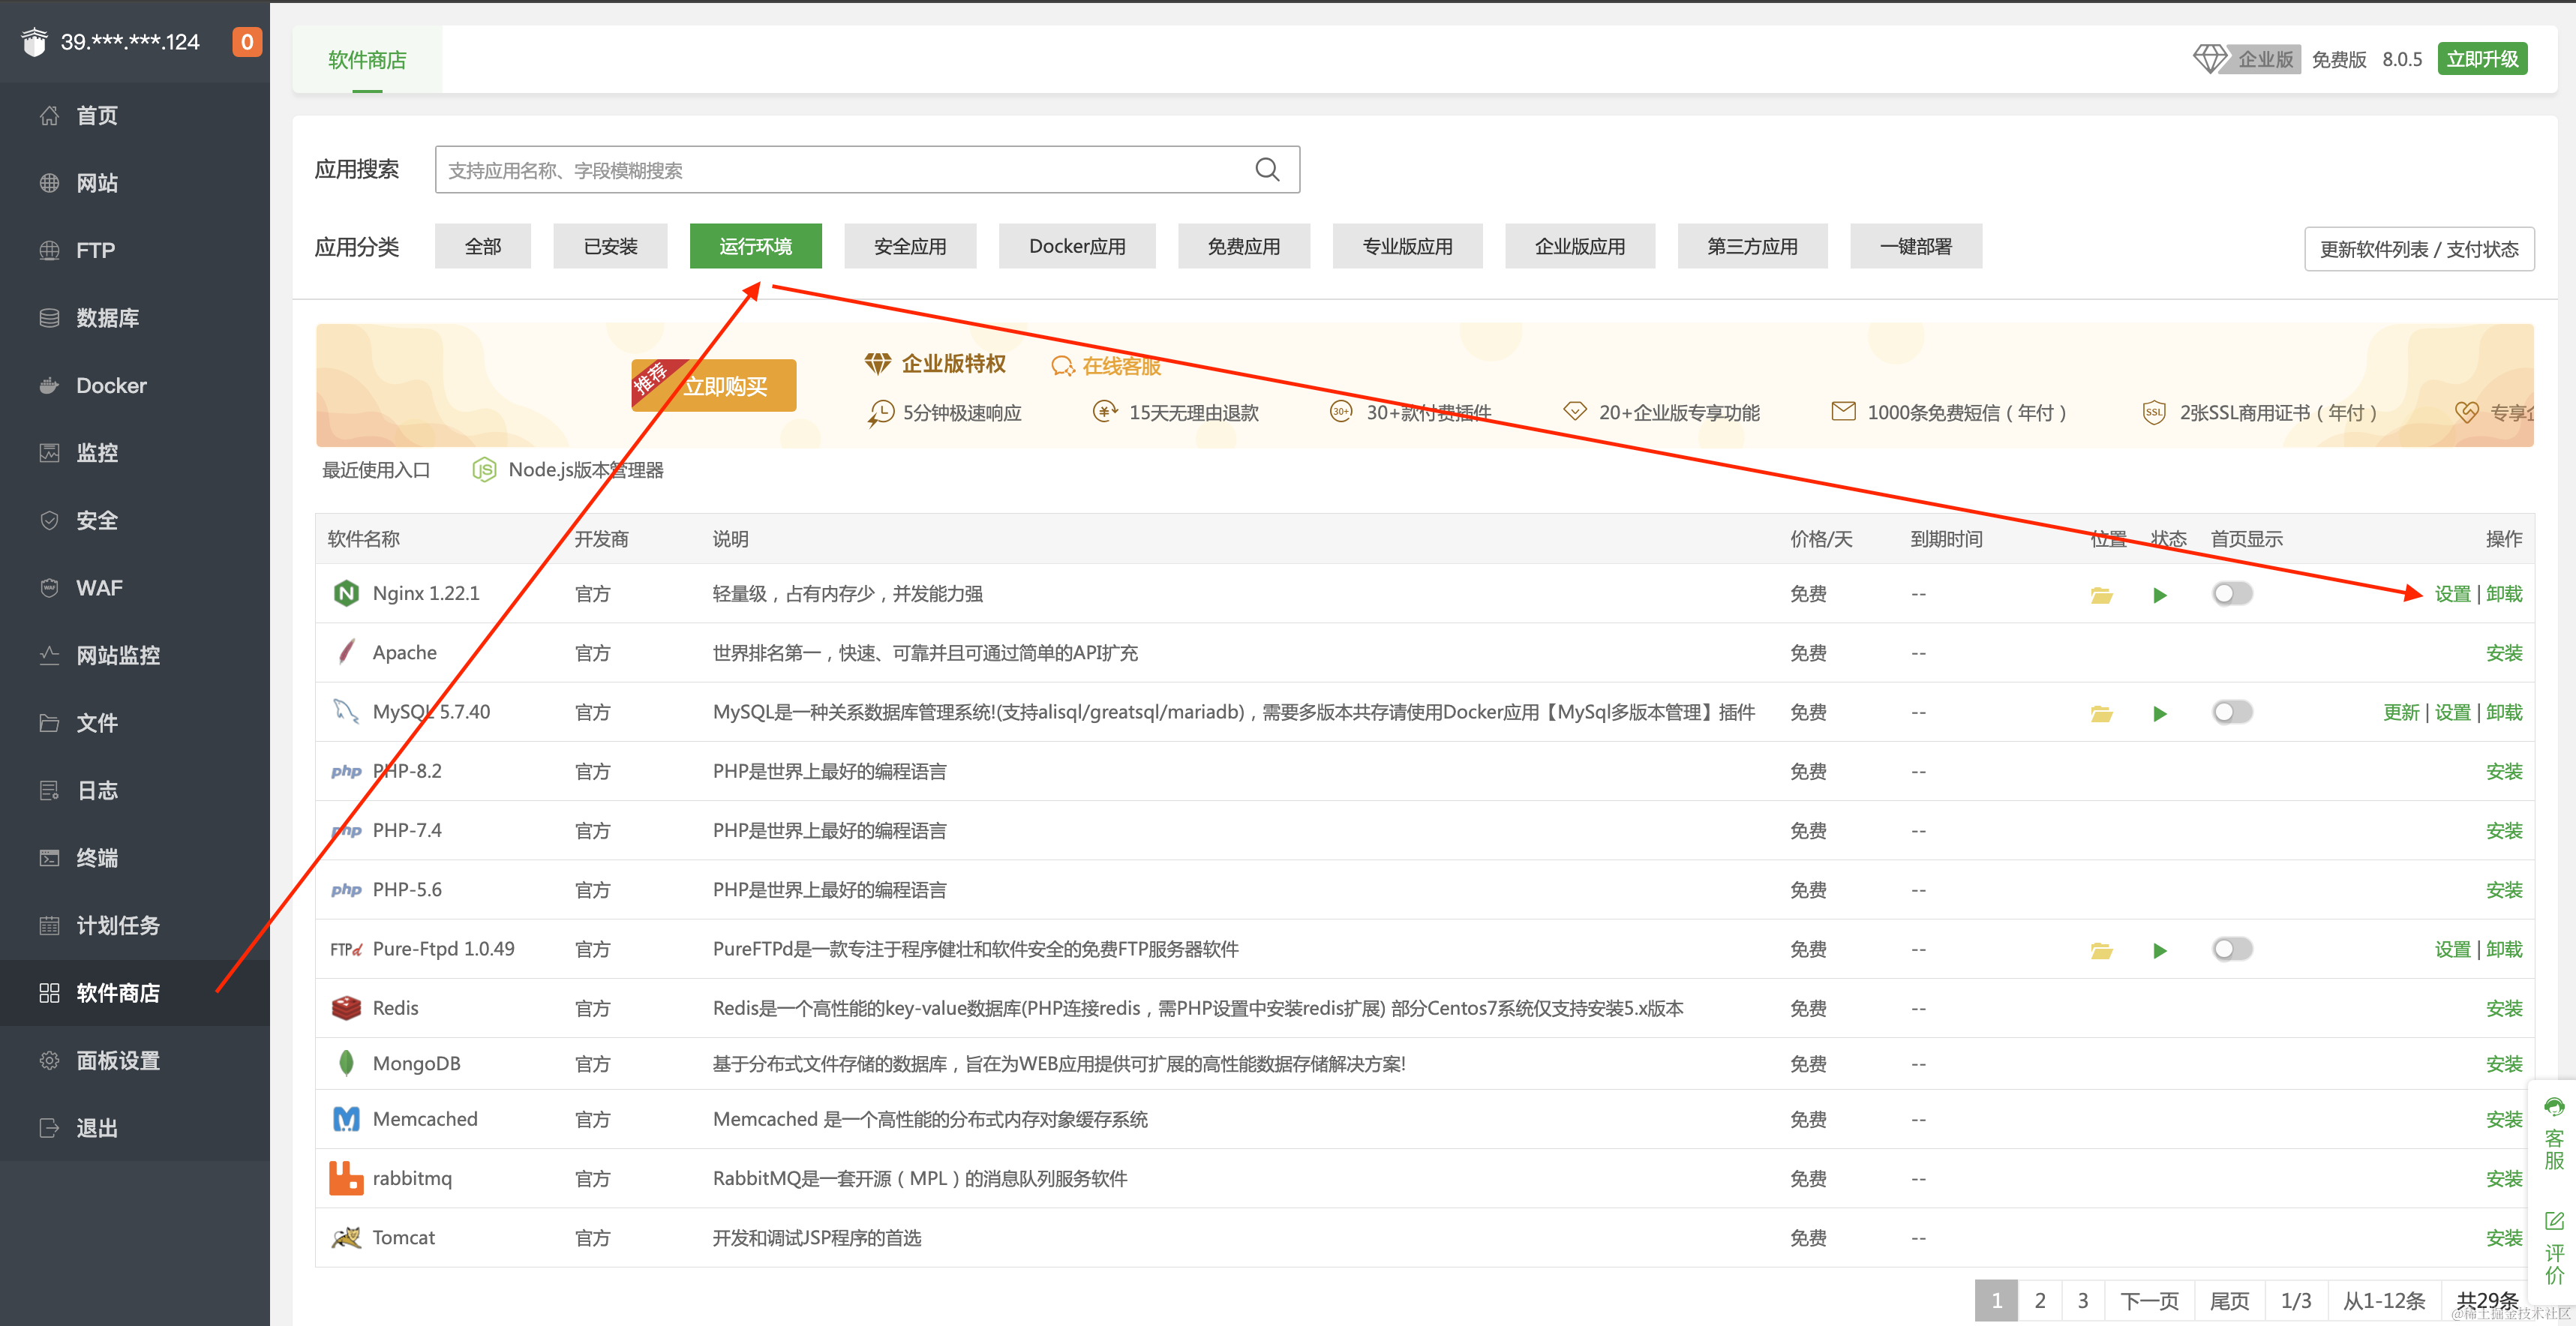 39.***.***.124 0
首页
网站
FTP
数据库
Docker
监控
安全
WAF
网站监控
文件
日志
终端
计划任务
软件商店
面板设置
退出
软件商店
企业版 免费版 8.0.5 立即升级
应用搜索 支持应用名称、字段模糊搜索
应用分类 全部 已安装 运行环境 安全应用 Docker应用 免费应用 专业版应用 企业版应用 第三方应用 一键部署 更新软件列表 / 支付状态
推荐 立即购买
企业版特权 在线客服
5分钟极速响应 15天无理由退款 30+ 30+款付费插件 20+企业版专享功能 1000条免费短信（年付） SSL 2张SSL商用证书（年付） 专享
最近使用入口 JS Node.js版本管理器
软件名称 开发商 说明 价格/天 到期时间 位置 状态 首页显示 操作
N Nginx 1.22.1 官方 轻量级，占有内存少，并发能力强 免费 -- 设置 | 卸载
Apache 官方 世界排名第一，快速、可靠并且可通过简单的API扩充 免费 -- 安装
MySQL 5.7.40 官方 MySQL是一种关系数据库管理系统!(支持alisql/greatsql/mariadb)，需要多版本共存请使用Docker应用【MySql多版本管理】插件 免费 -- 更新 | 设置 | 卸载
php PHP-8.2 官方 PHP是世界上最好的编程语言 免费 -- 安装
php PHP-7.4 官方 PHP是世界上最好的编程语言 免费 -- 安装
php PHP-5.6 官方 PHP是世界上最好的编程语言 免费 -- 安装
FTPd Pure-Ftpd 1.0.49 官方 PureFTPd是一款专注于程序健壮和软件安全的免费FTP服务器软件 免费 -- 设置 | 卸载
Redis 官方 Redis是一个高性能的key-value数据库(PHP连接redis，需PHP设置中安装redis扩展) 部分Centos7系统仅支持安装5.x版本 免费 -- 安装
MongoDB 官方 基于分布式文件存储的数据库，旨在为WEB应用提供可扩展的高性能数据存储解决方案! 免费 -- 安装
Memcached 官方 Memcached 是一个高性能的分布式内存对象缓存系统 免费 -- 安装
rabbitmq 官方 RabbitMQ是一套开源（MPL）的消息队列服务软件 免费 -- 安装
Tomcat 官方 开发和调试JSP程序的首选 免费 -- 安装
客服
评价
1 2 3 下一页 尾页 1/3 从1-12条 共29条
@稀土掘金技术社区